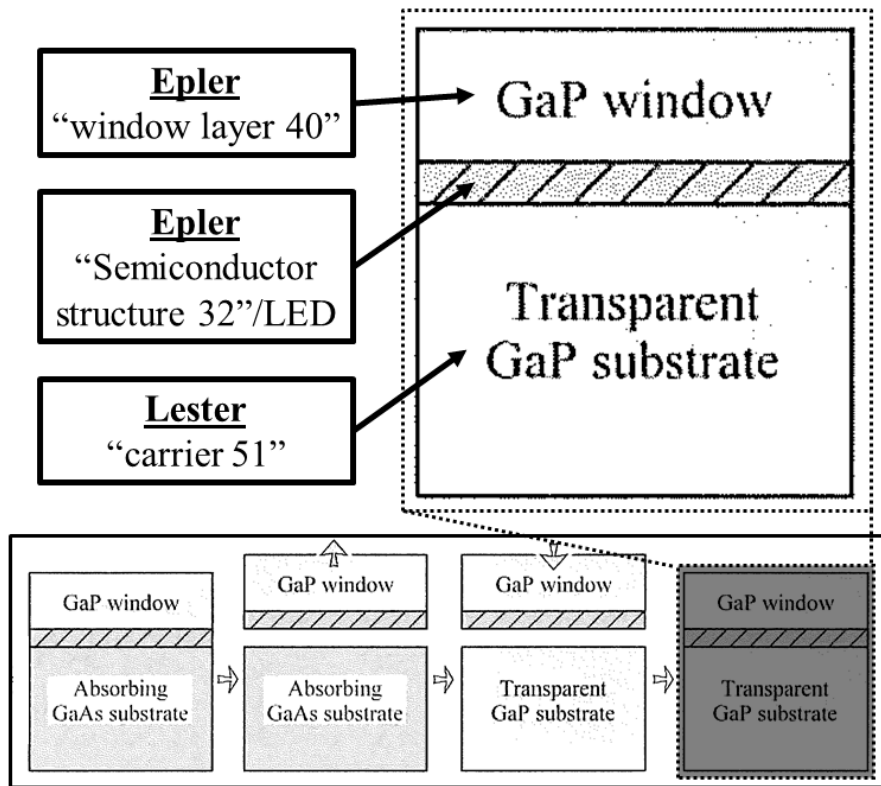 Epler
“window layer 40”
GaP window
Epler
“Semiconductor
structure 32”/LED
Transparent
GaP substrate
Lester
“carrier 51”
GaP window
Absorbing
GaAs substrate
GaP window
Absorbing
GaAs substrate
GaP window
Transparent
GaP substrate
GaP window
Transparent
GaP substrate